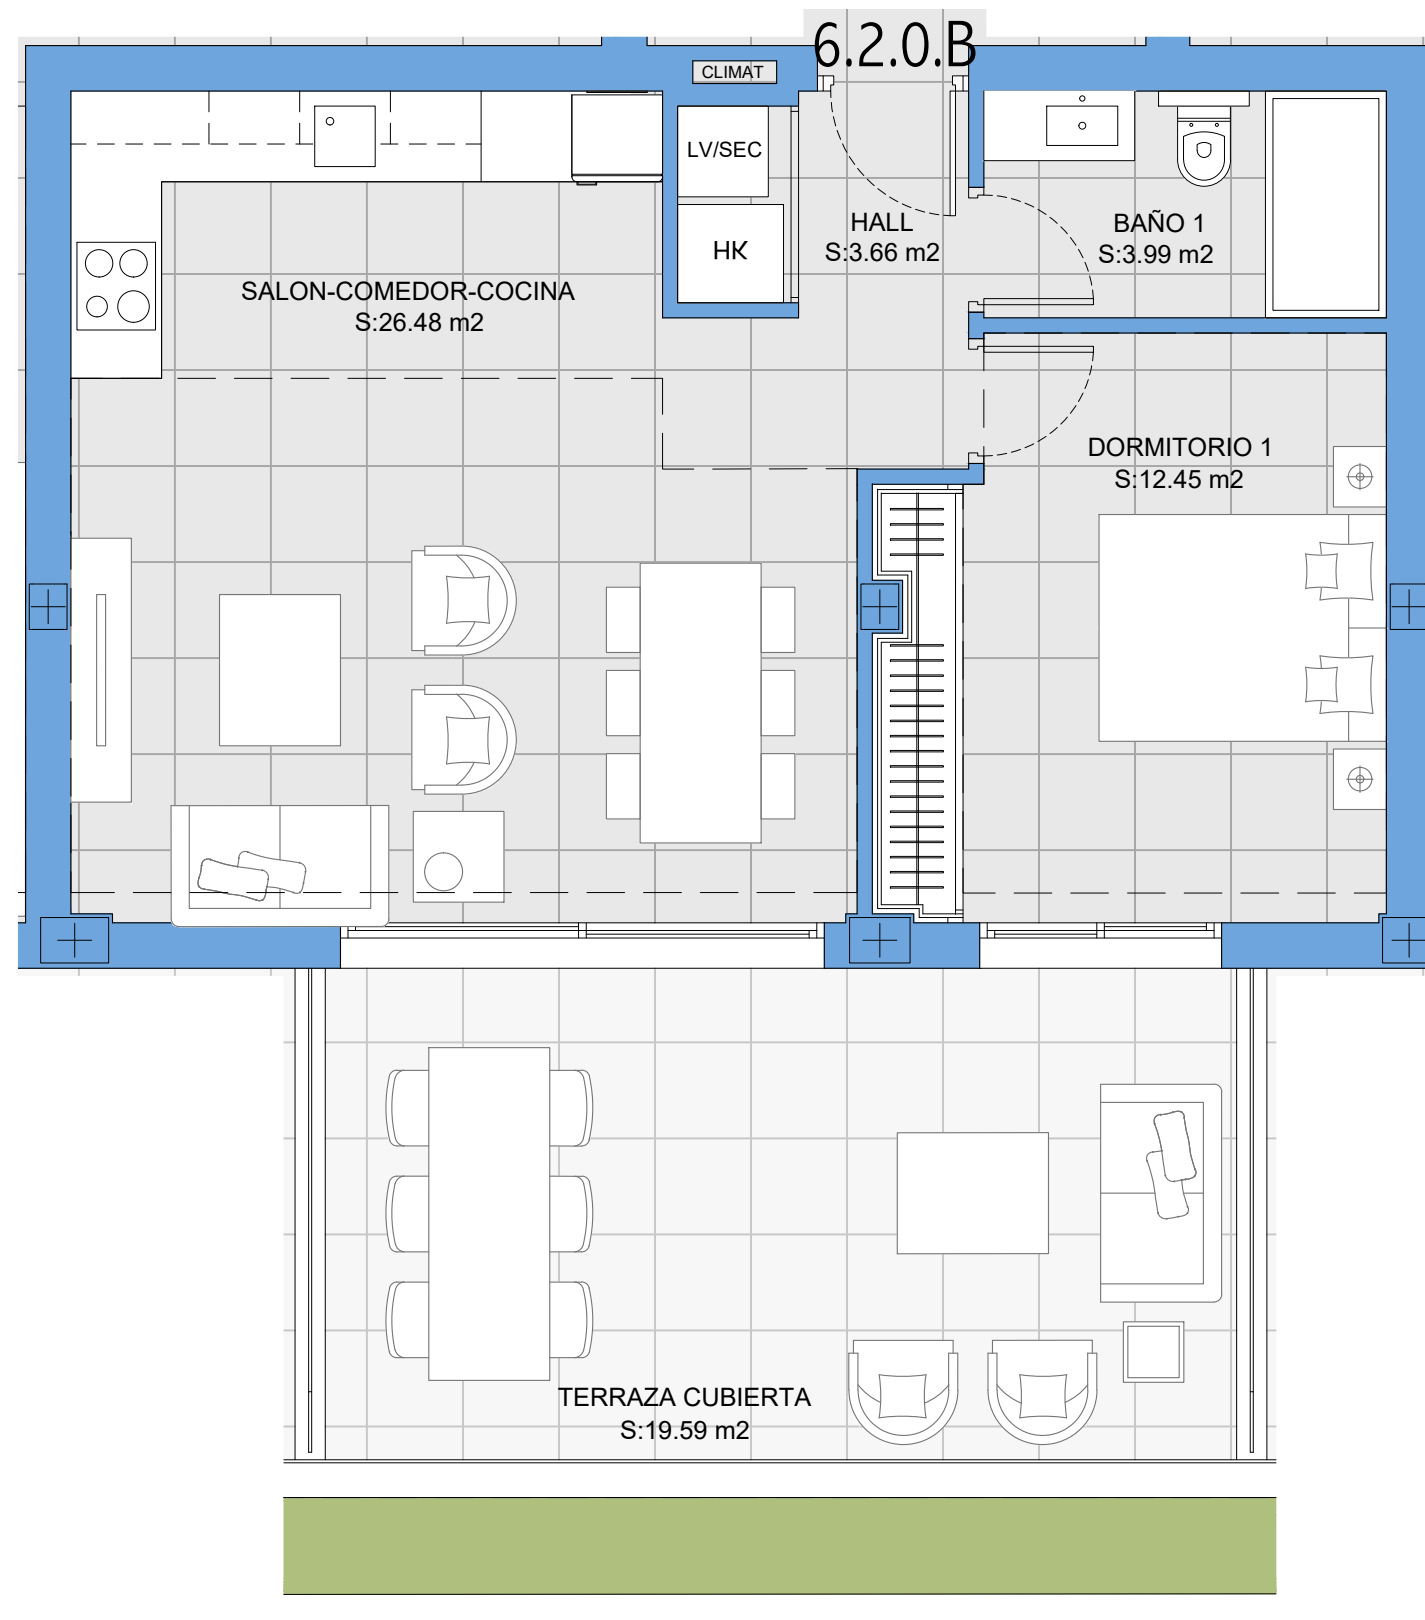 6.2.0.B
CLIMAT
LV/SEC
HK
HALL
S:3.66 m2
BAÑO 1
S:3.99 m2
SALON-COMEDOR-COCINA
S:26.48 m2
DORMITORIO 1
S:12.45 m2
TERRAZA CUBIERTA
S:19.59 m2